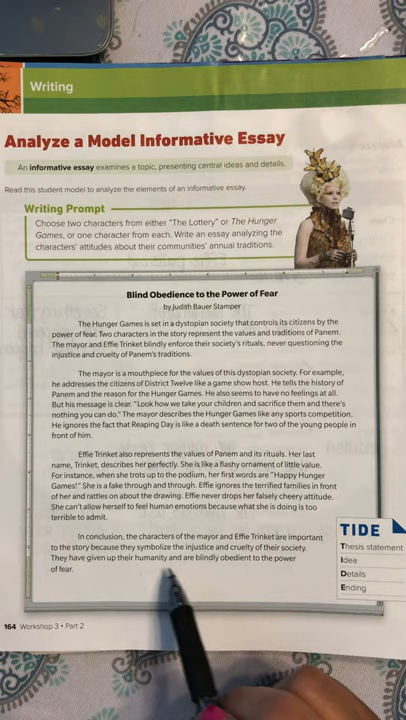 Writing
Analyze a Model Informative Essay
An informative essay examines a topic, presenting central ideas and details.
Read this student model to analyze the elements of an informative essay.
Writing Prompt
Choose two characters from either “The Lottery” or The Hunger
Games, or one character from each. Write an essay analyzing the
characters’ attitudes about their communities’ annual traditions.
Blind Obedience to the Power of Fear
by Judith Bauer Stamper
The Hunger Games is set in a dystopian society that controls its citizens by the
power of fear. Two characters in the story represent the values and traditions of Panem.
The mayor and Effie Trinket blindly enforce their society’s rituals, never questioning the
injustice and cruelty of Panem’s traditions.
The mayor is a mouthpiece for the values of this dystopian society. For example,
he addresses the citizens of District Twelve like a game show host. He tells the history of
Panem and the reason for the Hunger Games. He also seems to have no feelings at all.
But his message is clear. “Look how we take your children and sacrifice them and there’s
nothing you can do.” The mayor describes the Hunger Games like any sports competition.
He ignores the fact that Reaping Day is like a death sentence for two of the young people in
front of him.
Effie Trinket also represents the values of Panem and its rituals. Her last
name, Trinket, describes her perfectly. She is like a flashy ornament of little value.
For instance, when she trots up to the podium, her first words are “Happy Hunger
Games!” She is a fake through and through. Effie ignores the terrified families in front
of her and rattles on about the drawing. Effie never drops her falsely cheery attitude.
She can’t allow herself to feel human emotions because what she is doing is too
terrible to admit.
In conclusion, the characters of the mayor and Effie Trinket are important
to the story because they symbolize the injustice and cruelty of their society.
They have given up their humanity and are blindly obedient to the power
of fear.
TIDE
Thesis statement
Idea
Details
Ending
164 Workshop 3 • Part 2